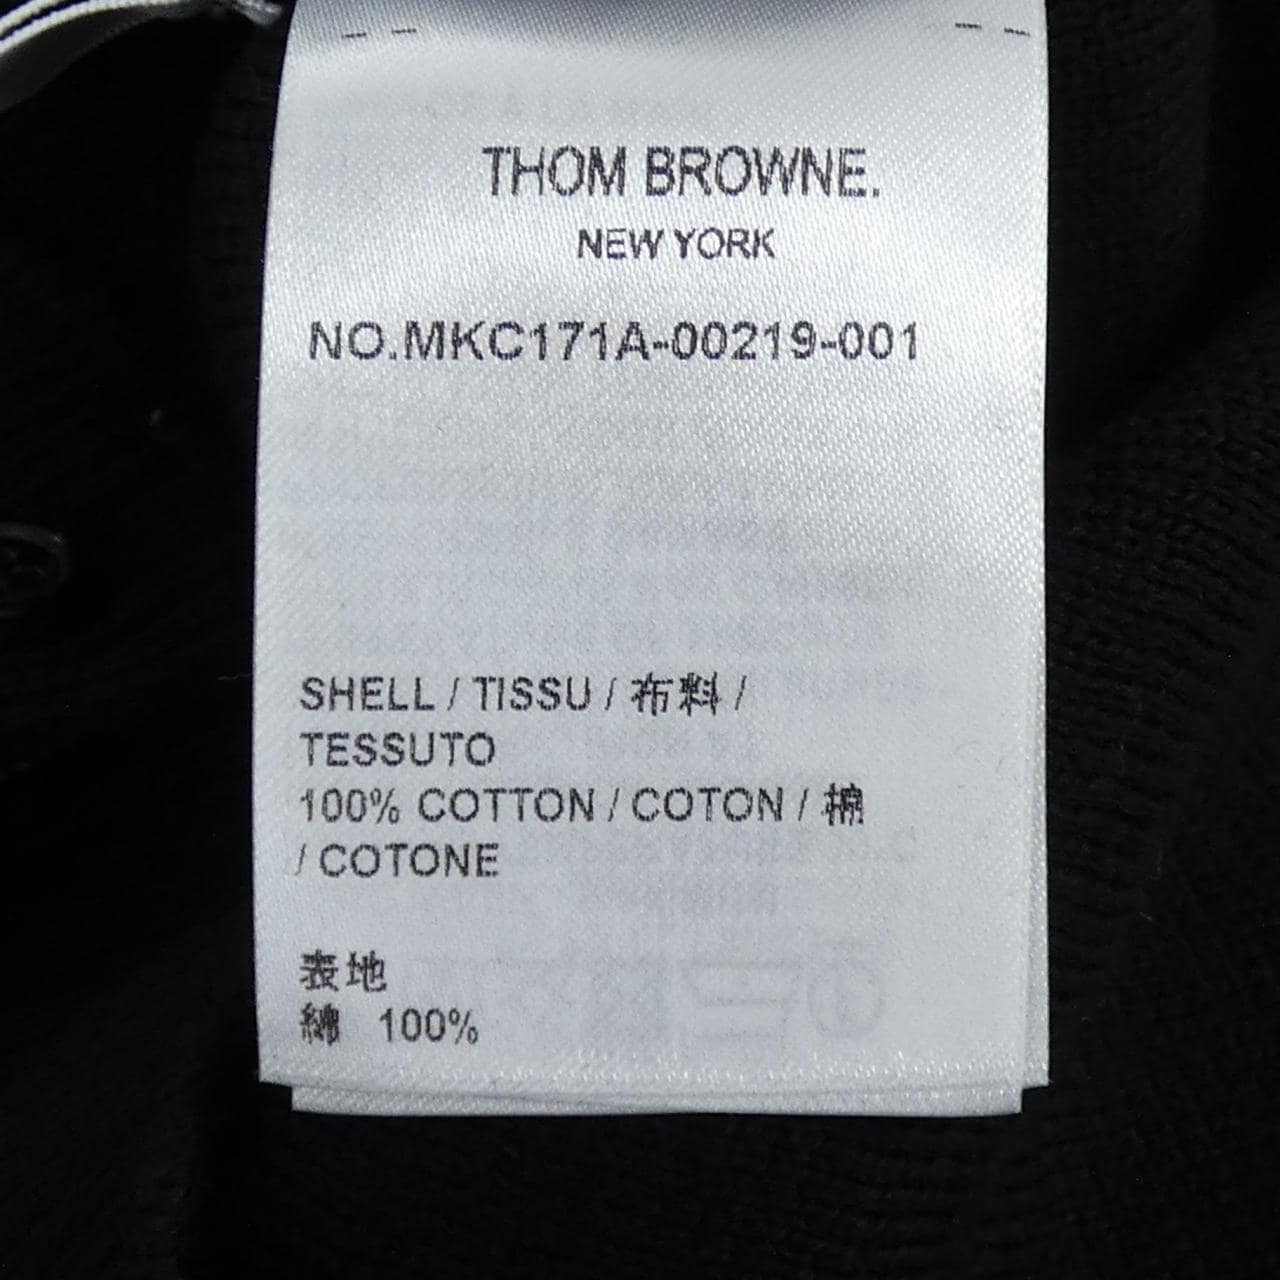 THOM BROWNE.
NEW YORK
NO.MKC171A-00219-001
SHELL / TISSU / 布料 /
TESSUTO
100% COTTON / COTON / 棉
/ COTONE
表地
綿 100%